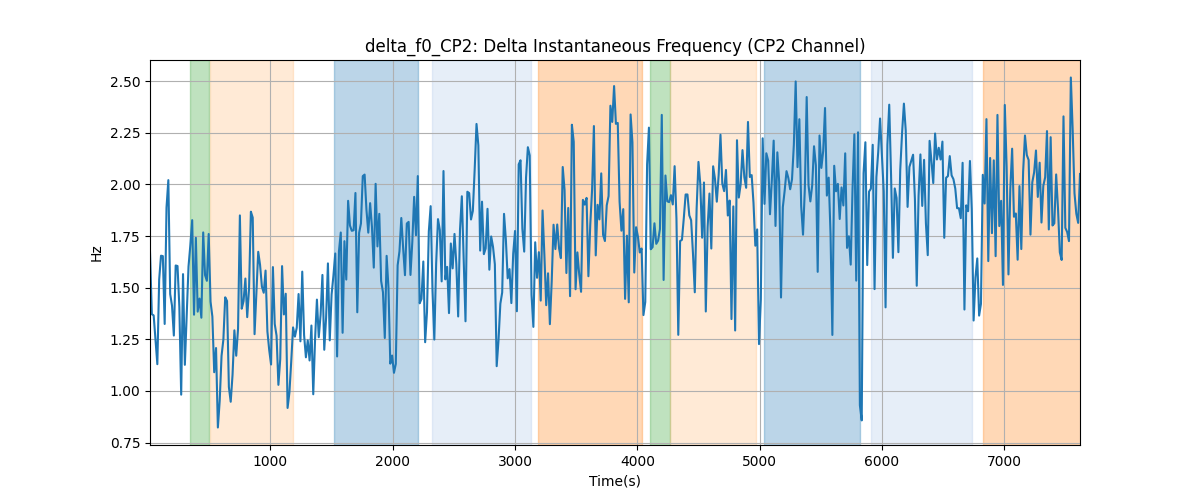 delta_f0_CP2: Delta Instantaneous Frequency (CP2 Channel)
2.50
2.25
2.00
1.75
1.50
1.25
1.00
0.75
Hz
1000 2000 3000 4000 5000 6000 7000
Time(s)